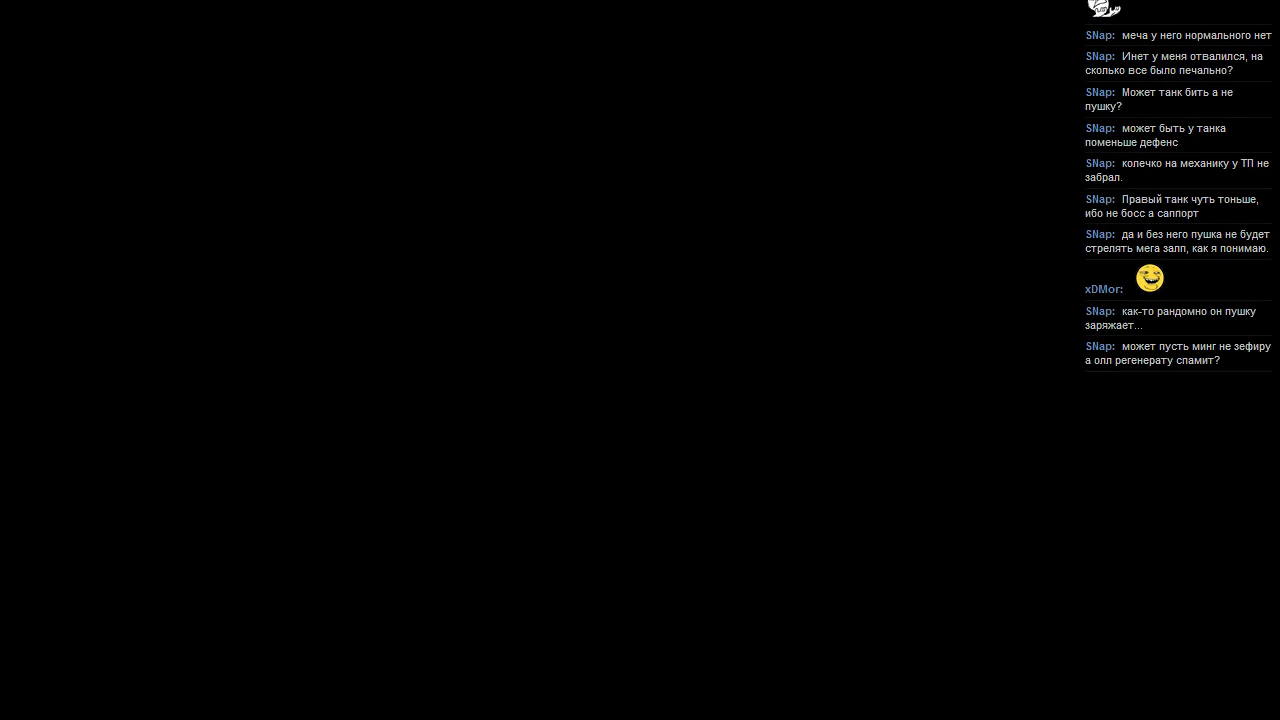 SNap: меча у него нормального нет
SNap: Инет у меня отвалился, на
сколько все было печально?
SNap: Может танк бить а не
пушку?
SNap: может быть у танка
поменьше дефенс
SNap: колечко на механику у ТП не
забрал.
SNap: Правый танк чуть тоньше,
ибо не босс а саппорт
SNap: да и без него пушка не будет
стрелять мега залп, как я понимаю.
xDMor:
SNap: как-то рандомно он пушку
заряжает...
SNap: может пусть минг не зефиру
а олл регенерату спамит?